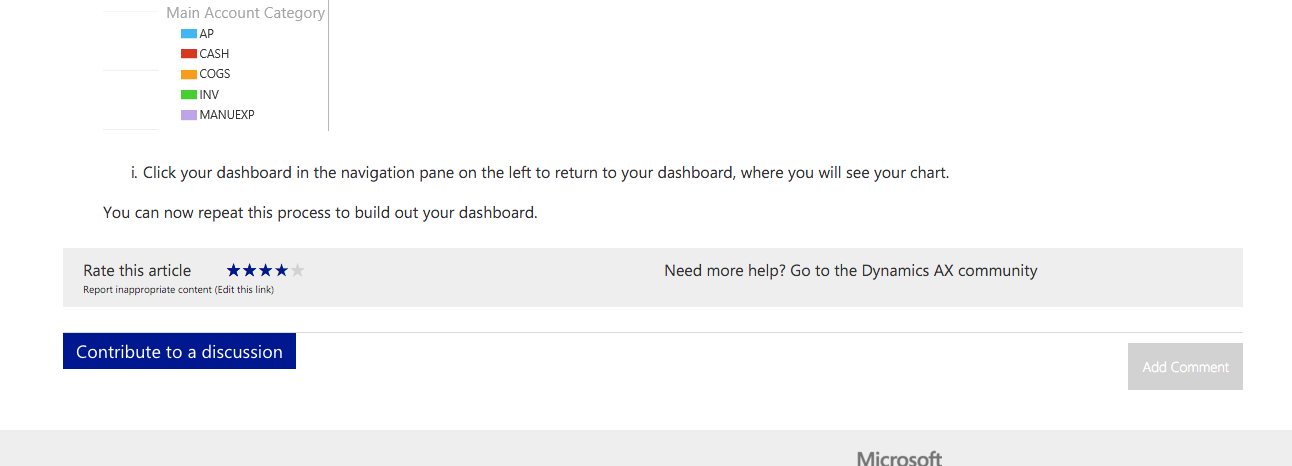 Main Account Category
AP
CASH
COGS
INV
MANUEXP
i. Click your dashboard in the navigation pane on the left to return to your dashboard, where you will see your chart.
You can now repeat this process to build out your dashboard.
Rate this article
Need more help? Go to the Dynamics AX community
Report inappropriate content (Edit this link)
Contribute to a discussion
Add Comment
Microsoft